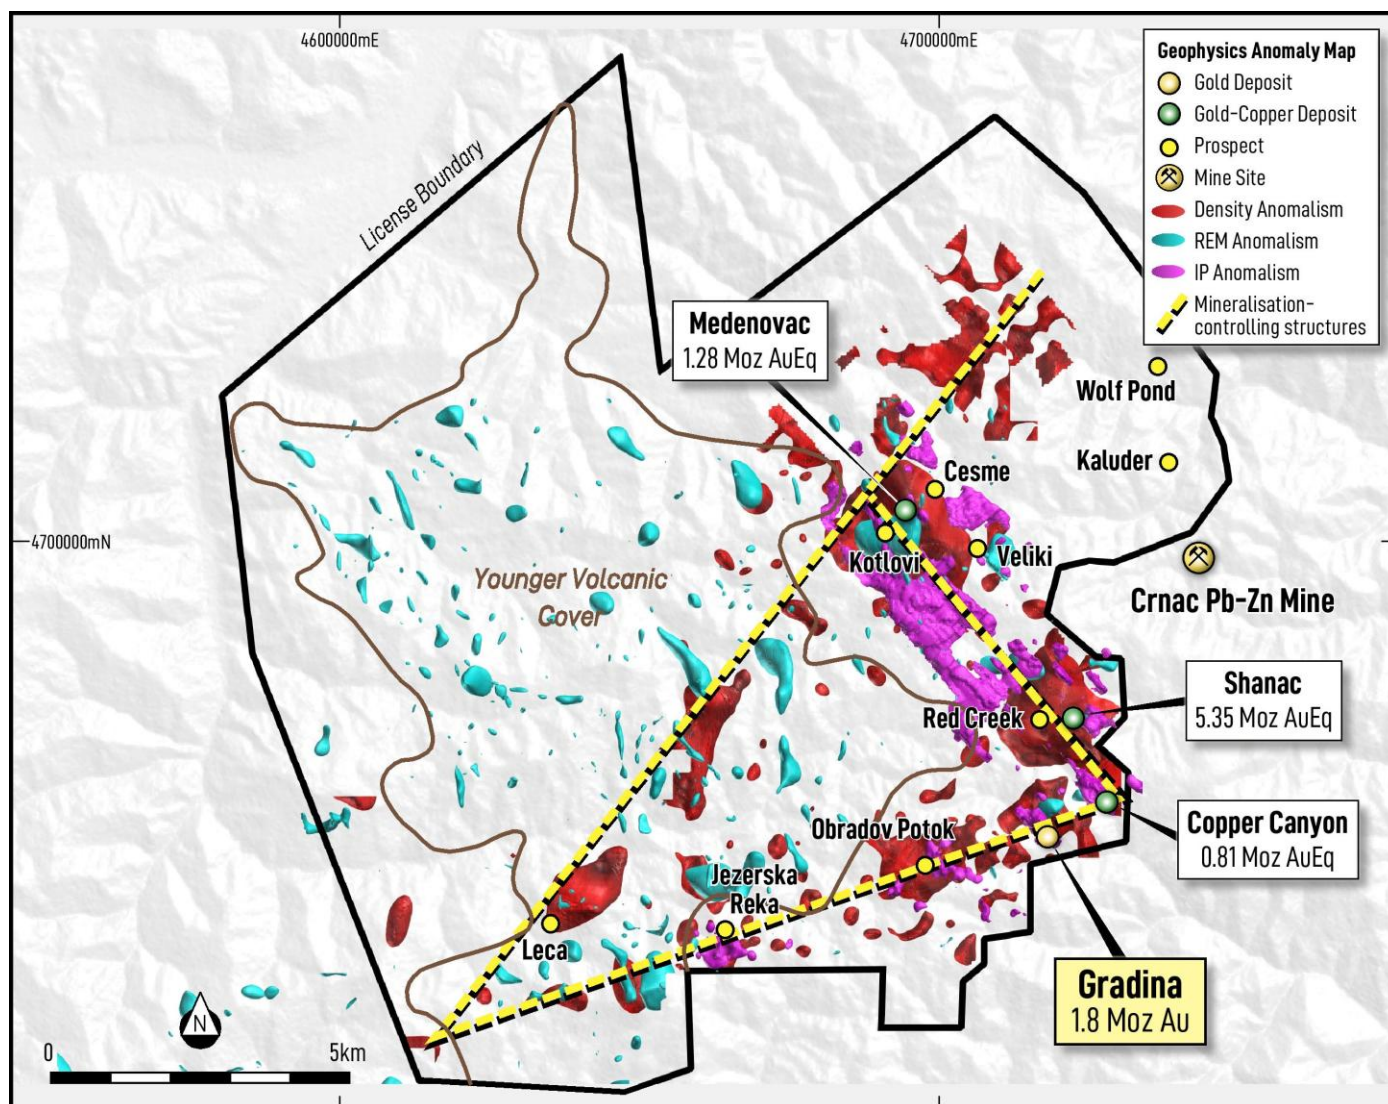 4600000mE
4700000mE
Geophysics Anomaly Map
Gold Deposit
Gold-Copper Deposit
Prospect
Mine Site
Density Anomalism
REM Anomalism
IP Anomalism
Mineralisation-
controlling structures
License Boundary
Medenovac
1.28 Moz AuEq
Wolf Pond
Kaluder
Cesme
4700000mN
Kotlovi
Veliki
Younger Volcanic
Cover
Crnac Pb-Zn Mine
Shanac
5.35 Moz AuEq
Red Creek
Copper Canyon
0.81 Moz AuEq
Obradov Potok
Jezerska
Reka
Leca
Gradina
1.8 Moz Au
N
0
5km